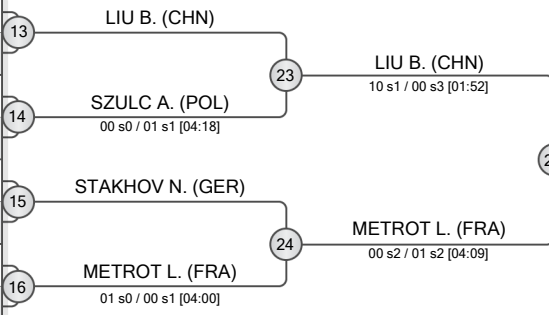 LIU B. (CHN)
13
23
LIU B. (CHN)
10 s1 / 00 s3 [01:52]
SZULC A. (POL)
14
00 s0 / 01 s1 [04:18]
2
STAKHOV N. (GER)
15
24
METROT L. (FRA)
00 s2 / 01 s2 [04:09]
METROT L. (FRA)
16
01 s0 / 00 s1 [04:00]